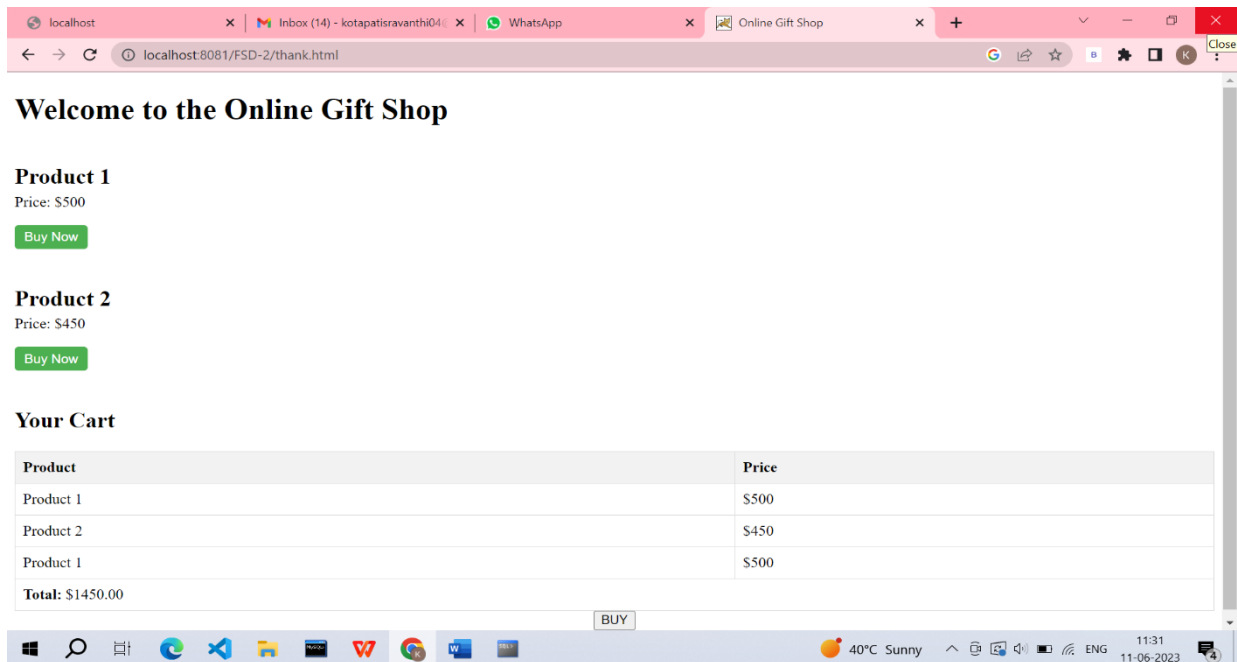 localhost
Inbox (14) - kotapatisravanthi04
WhatsApp
Online Gift Shop
Close
localhost:8081/FSD-2/thank.html
K
Welcome to the Online Gift Shop
Product 1
Price: $500
Buy Now
Product 2
Price: $450
Buy Now
Your Cart
Product Price
Product 1 $500
Product 2 $450
Product 1 $500
Total: $1450.00
BUY
40°C Sunny
ENG
11:31
11-06-2023
4